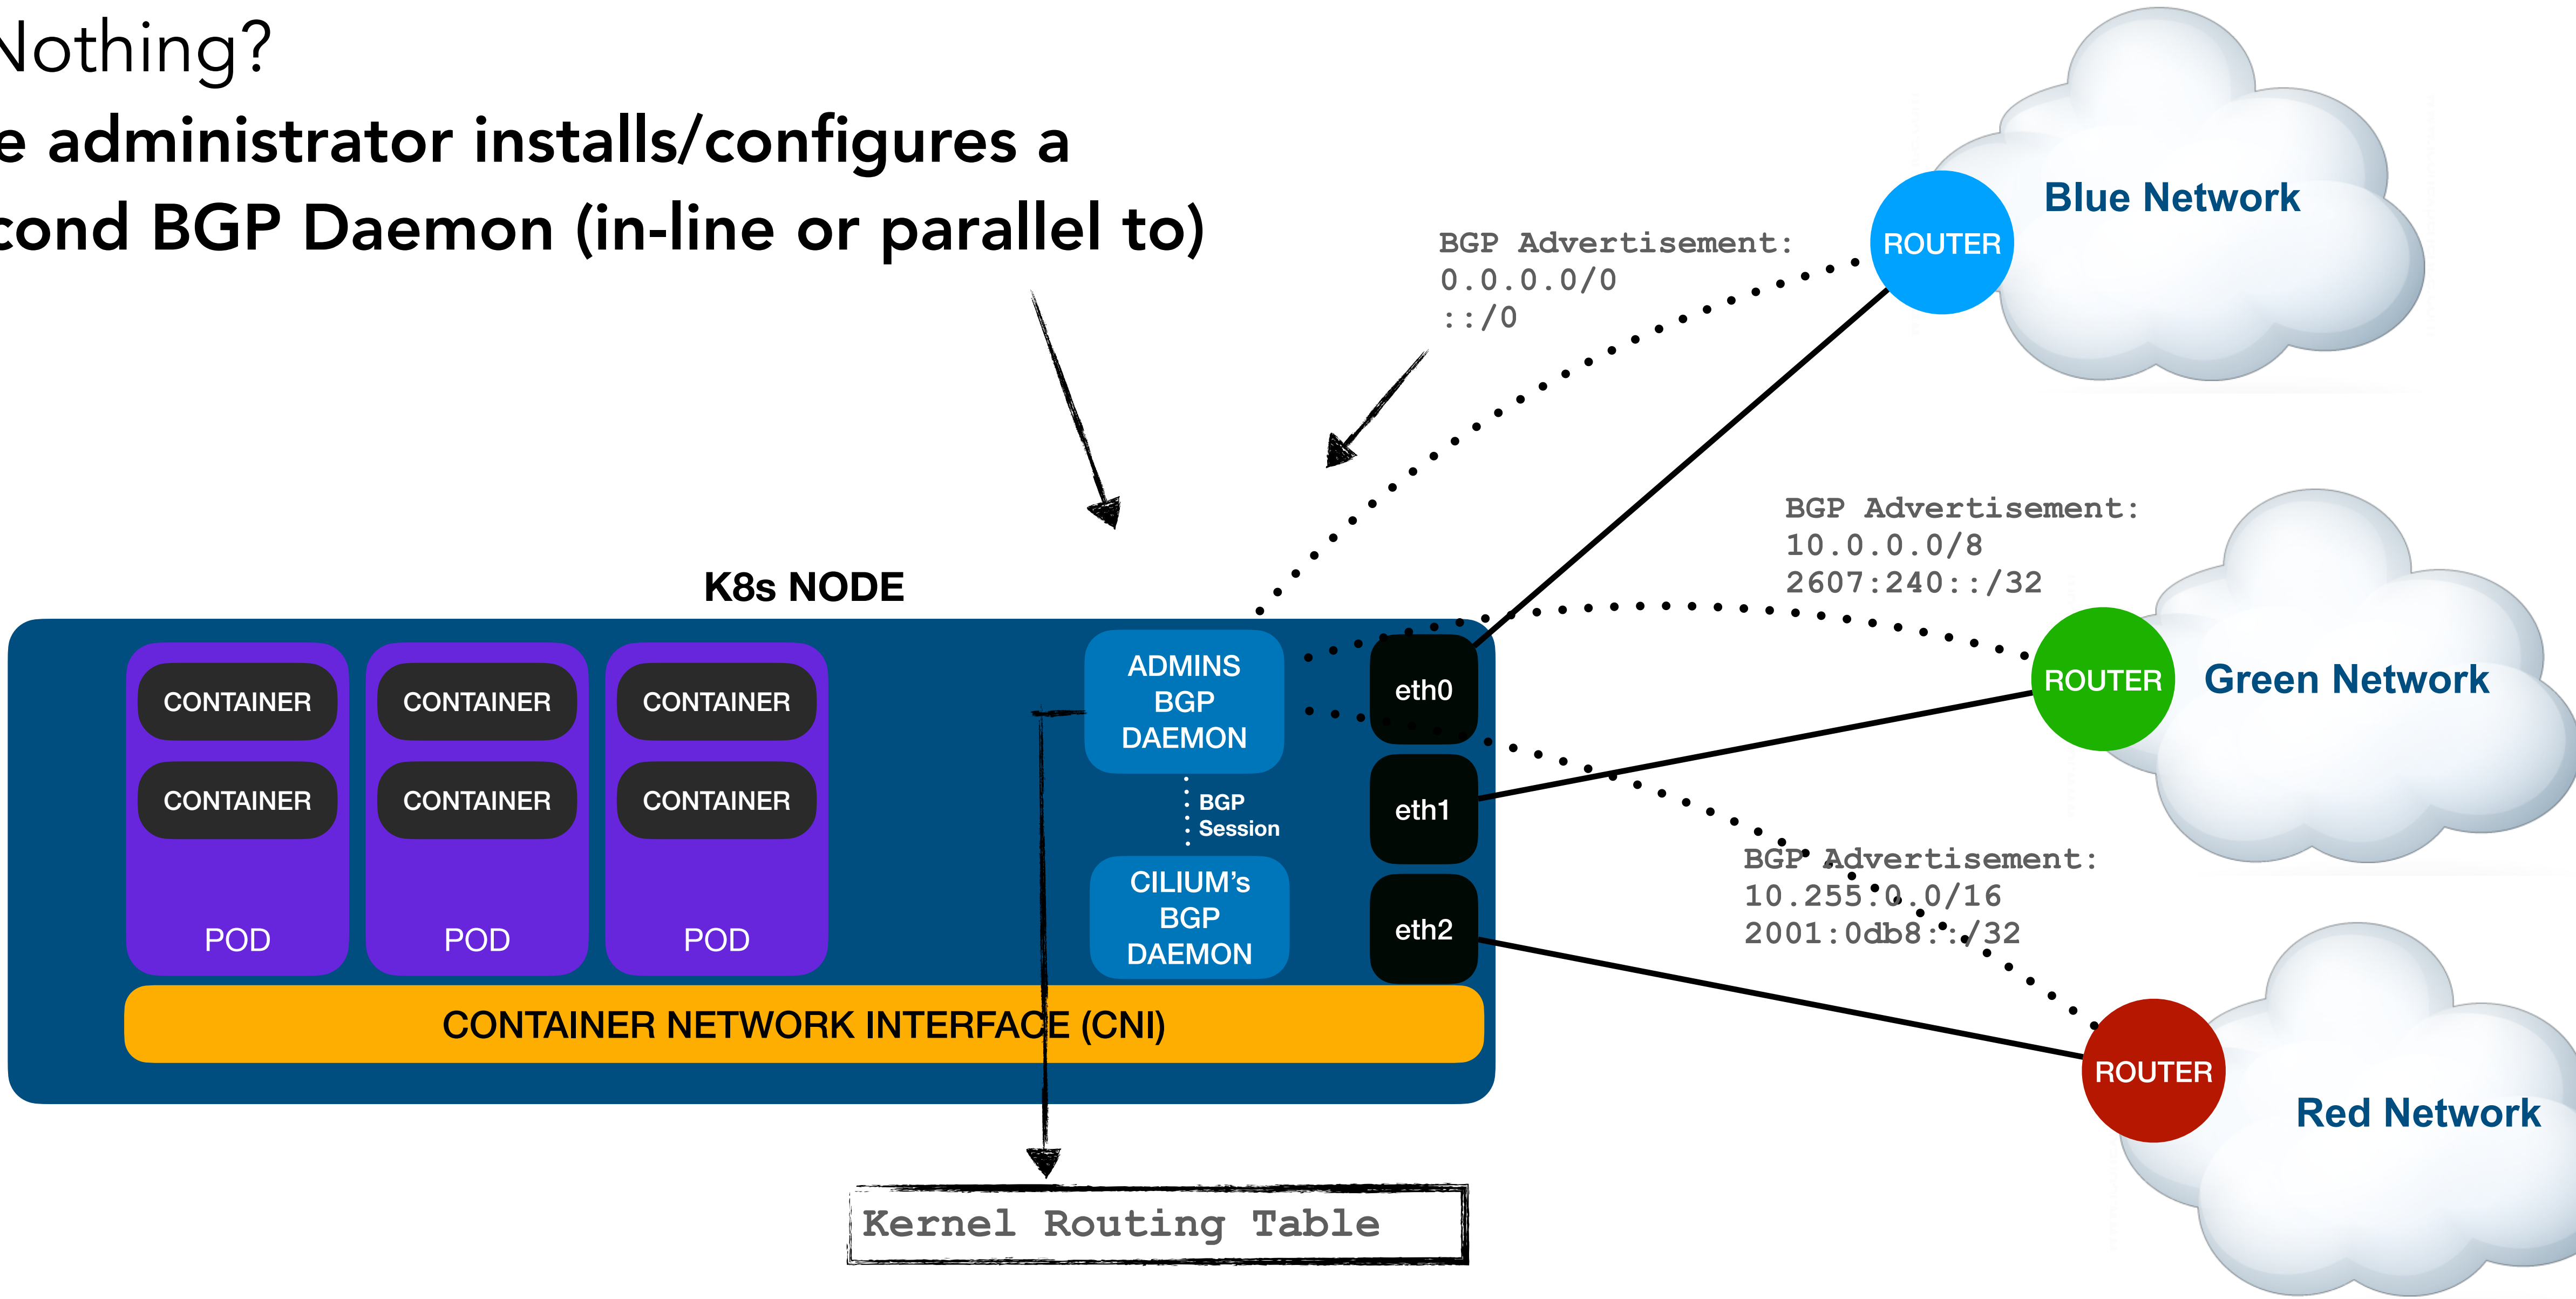 Nothing?
e administrator installs/configures a
cond BGP Daemon (in-line or parallel to)
Blue Network
ROUTER
BGP Advertisement:
0.0.0.0/0
::/0
BGP Advertisement:
10.0.0.0/8
2607:240::/32
K8s NODE
ROUTER
Green Network
CONTAINER
CONTAINER
POD
CONTAINER
CONTAINER
POD
CONTAINER
CONTAINER
POD
ADMINS
BGP
DAEMON
BGP
Session
CILIUM's
BGP
DAEMON
eth0
eth1
eth2
BGP Advertisement:
10.255.0.0/16
2001:0db8::/32
CONTAINER NETWORK INTERFACE (CNI)
ROUTER
Red Network
Kernel Routing Table